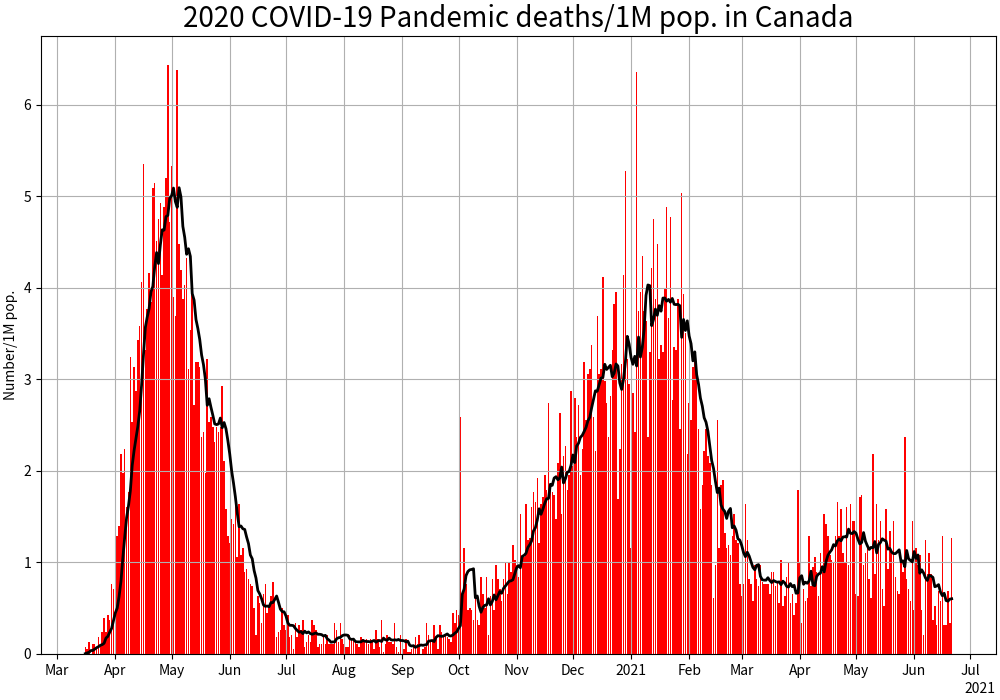 2020 COVID-19 Pandemic deaths/1M pop. in Canada
Number/1M pop.
6
5
4
3
2
1
0
Mar Apr May Jun Jul Aug Sep Oct Nov Dec 2021 Feb Mar Apr May Jun Jul
2021